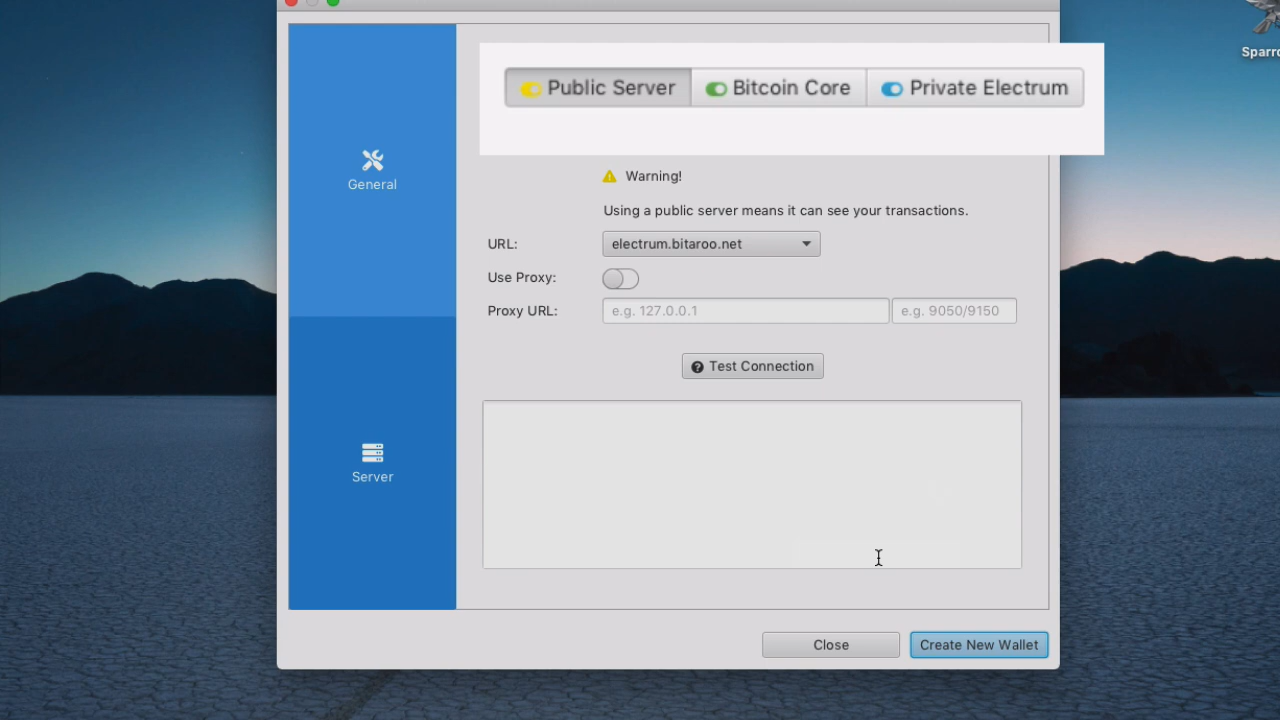 Sparro
Public Server Bitcoin Core Private Electrum
General
Warning!
Using a public server means it can see your transactions.
URL: electrum.bitaroo.net
Use Proxy:
Proxy URL: e.g. 127.0.0.1 e.g. 9050/9150
Test Connection
Server
Close Create New Wallet